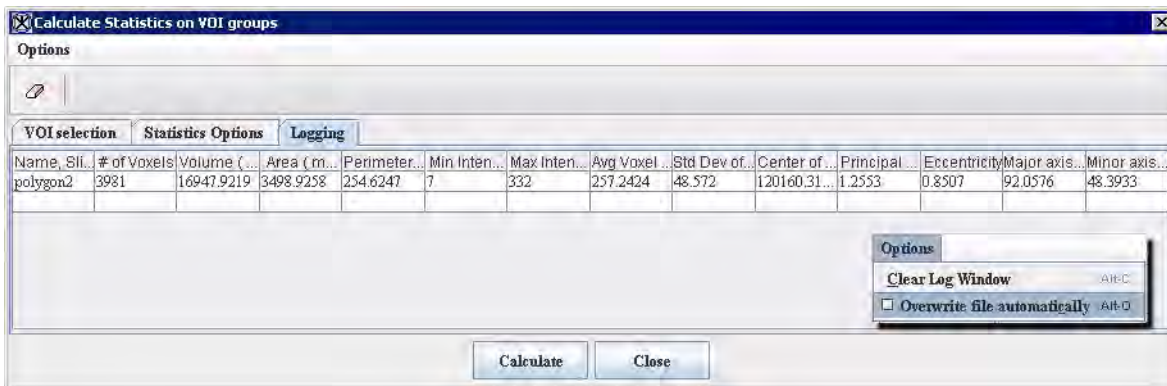 Calculate Statistics on VOI groups
Options
VOI selection Statistics Options Logging
Name, Sli... # of Voxels Volume (... Area ( m... Perimeter... Min Inten... Max Inten... Avg Voxel ... Std Dev of... Center of... Principal ... Eccentricity Major axis... Minor axis...
polygon2 3981 16947.9219 3498.9258 254.6247 7 332 257.2424 48.572 120160.31... 1.2553 0.8507 92.0576 48.3933
Options
Clear Log Window Alt-C
Overwrite file automatically Alt-O
Calculate Close